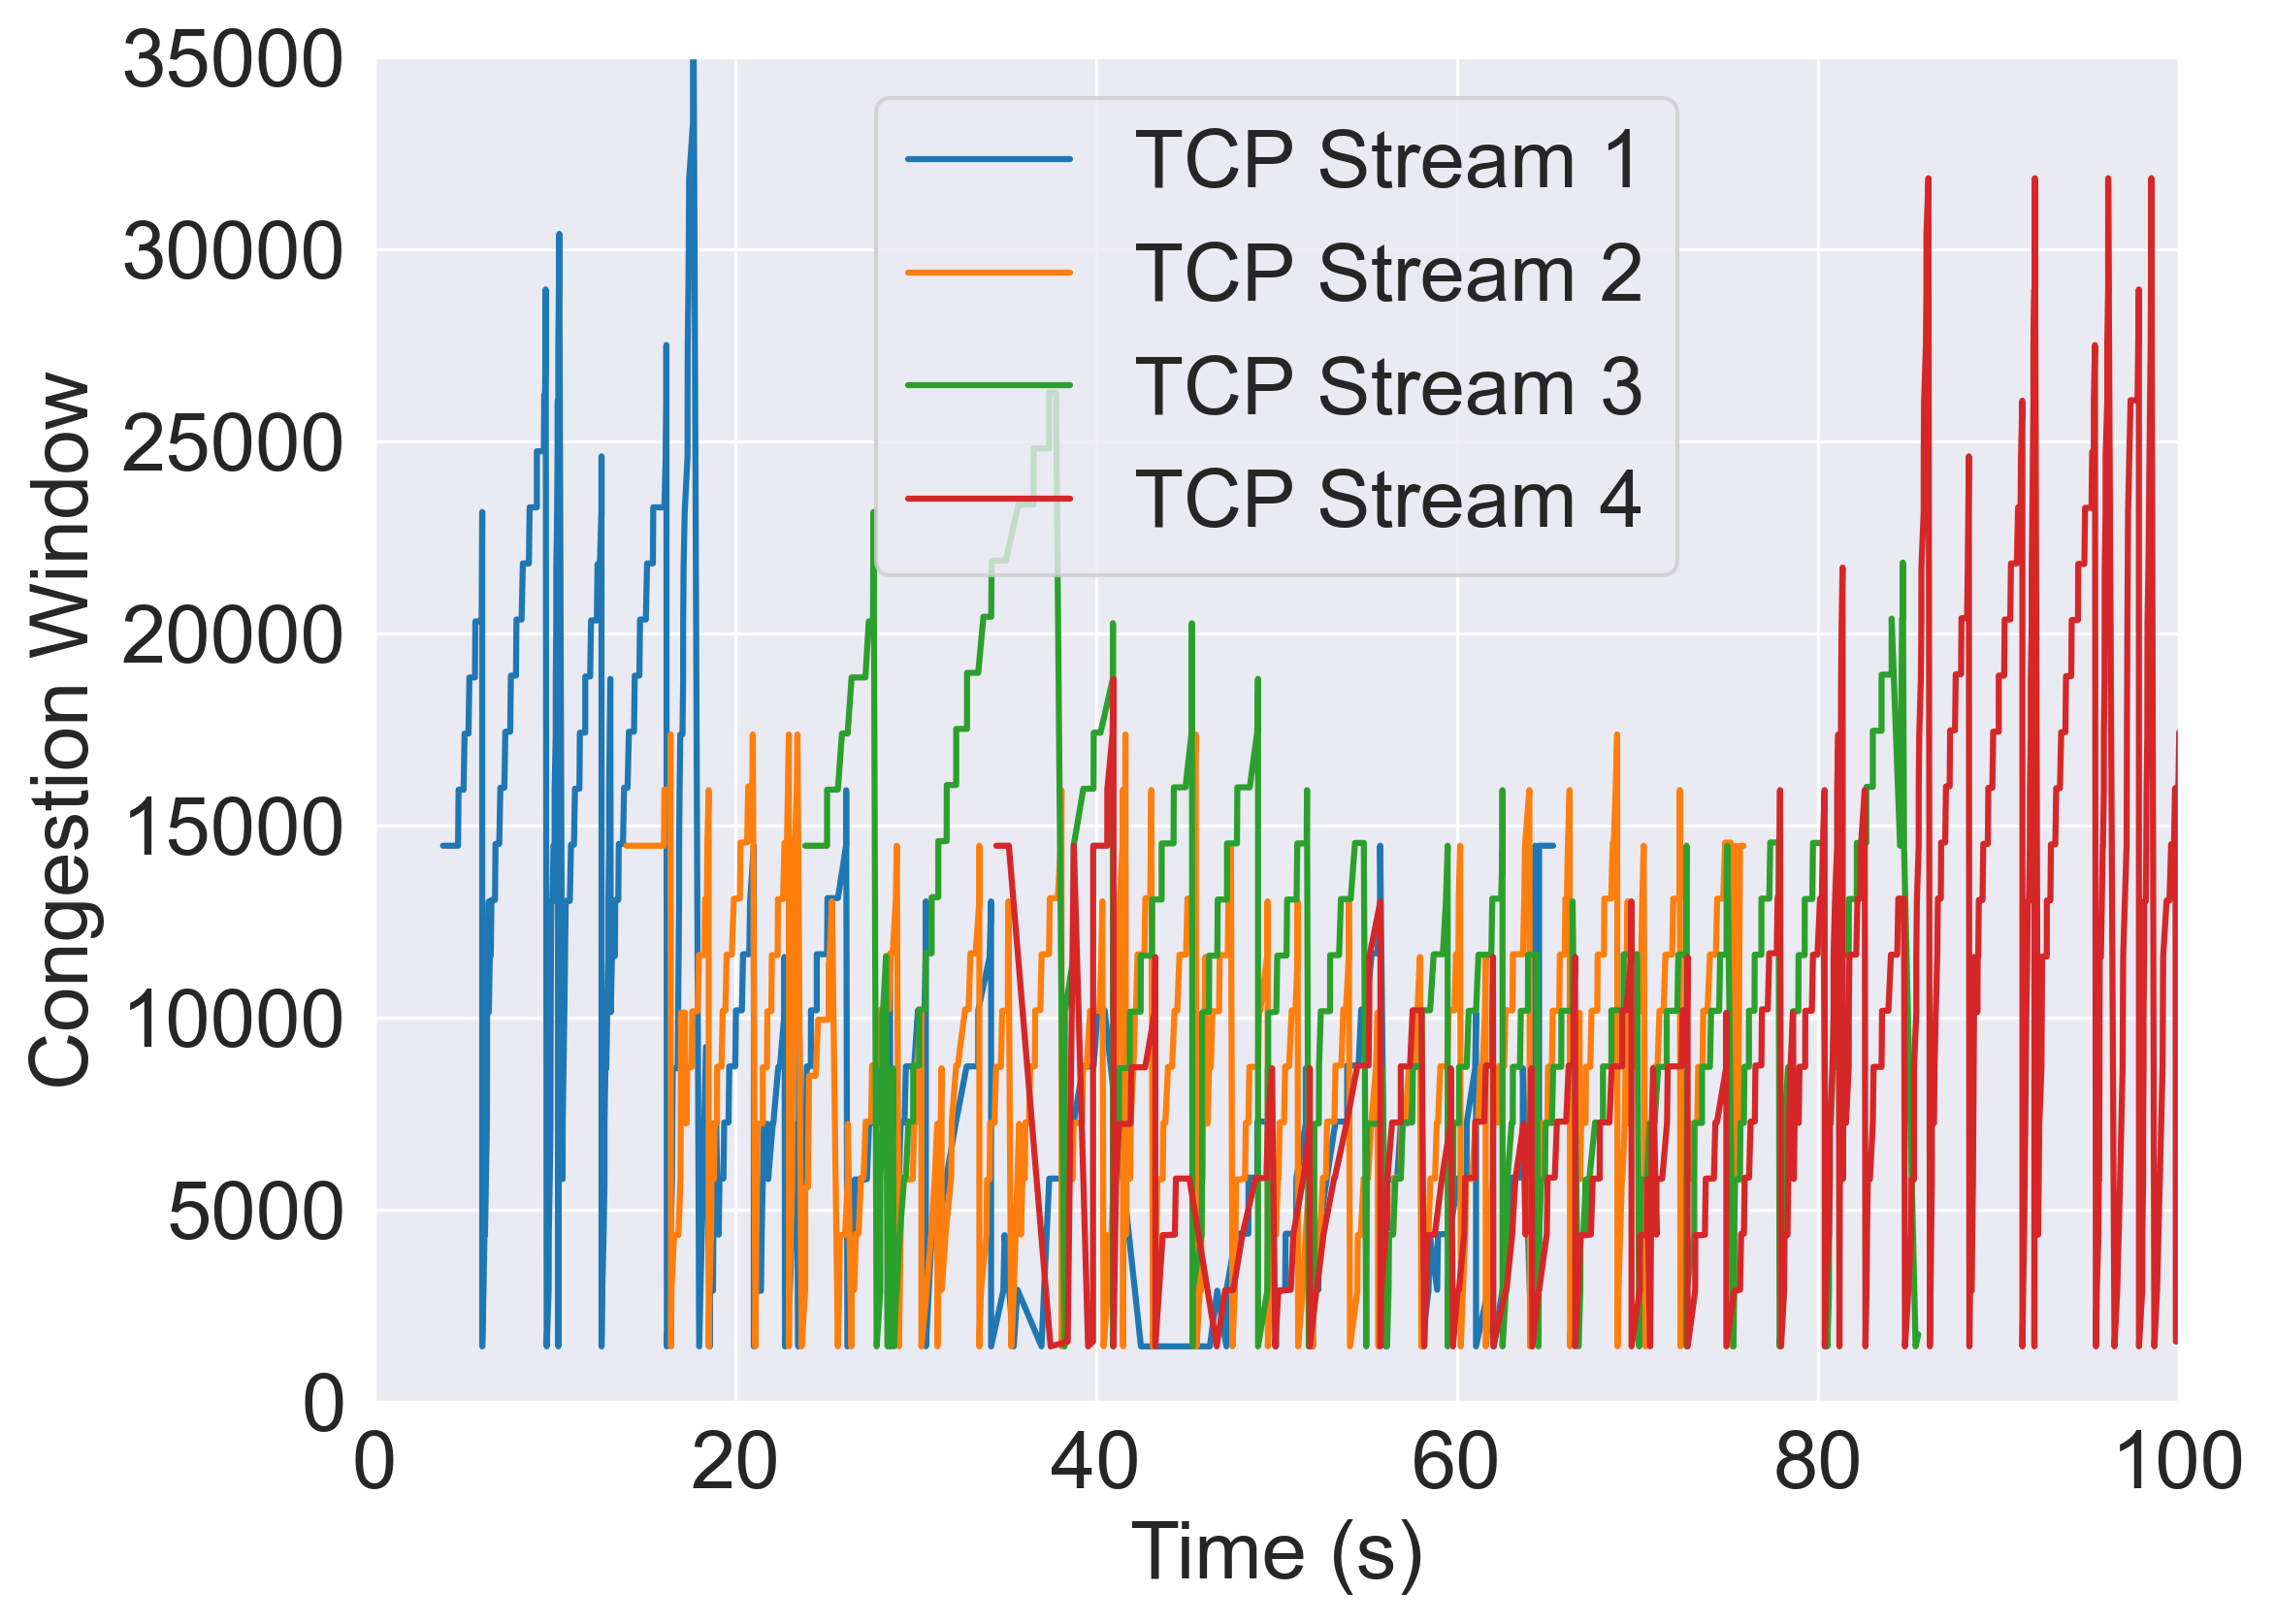 35000
30000
25000
20000
15000
10000
5000
0
Congestion Window
TCP Stream 1
TCP Stream 2
TCP Stream 3
TCP Stream 4
0 20 40 60 80 100
Time (s)